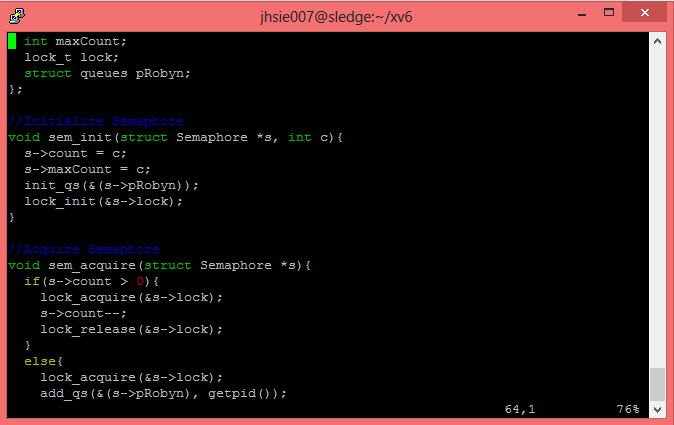 jhsie007@sledge:~/xv6
int maxCount;
lock_t lock;
struct queues pRobyn;
};
//Initialize Semaphore
void sem_init(struct Semaphore *s, int c){
s->count = c;
s->maxCount = c;
init_qs(&(s->pRobyn));
lock_init(&s->lock);
}
//Acquire Semaphore
void sem_acquire(struct Semaphore *s){
if(s->count > 0){
lock_acquire(&s->lock);
s->count--;
lock_release(&s->lock);
}
else{
lock_acquire(&s->lock);
add_qs(&(s->pRobyn), getpid());
64,1 76%